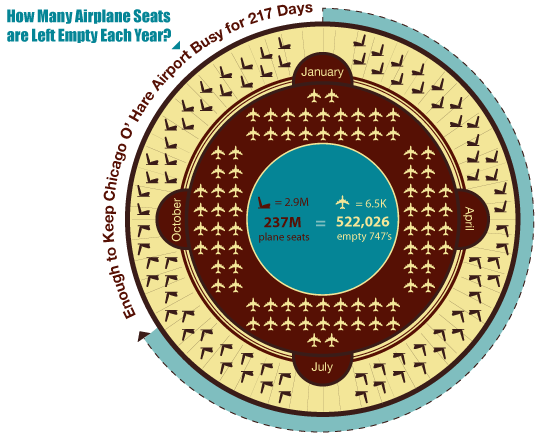 How Many Airplane Seats
are Left Empty Each Year?
Enough to Keep Chicago O' Hare Airport Busy for 217 Days
January
= 2.9M
237M
plane seats
=
= 6.5K
522,026
empty 747's
October
April
July